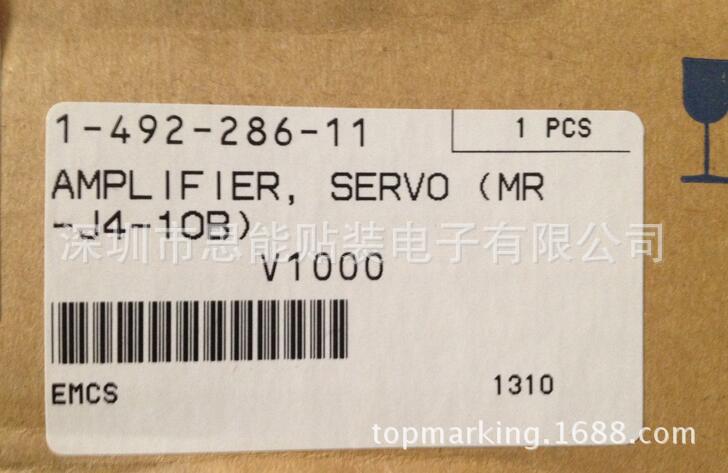 1-492-286-11
1 PCS
AMPLIFIER, SERVO (MR
-J4-10B)
深圳市思能贴装电子有限公司
V1000
EMCS
1310
topmarking.1688.com